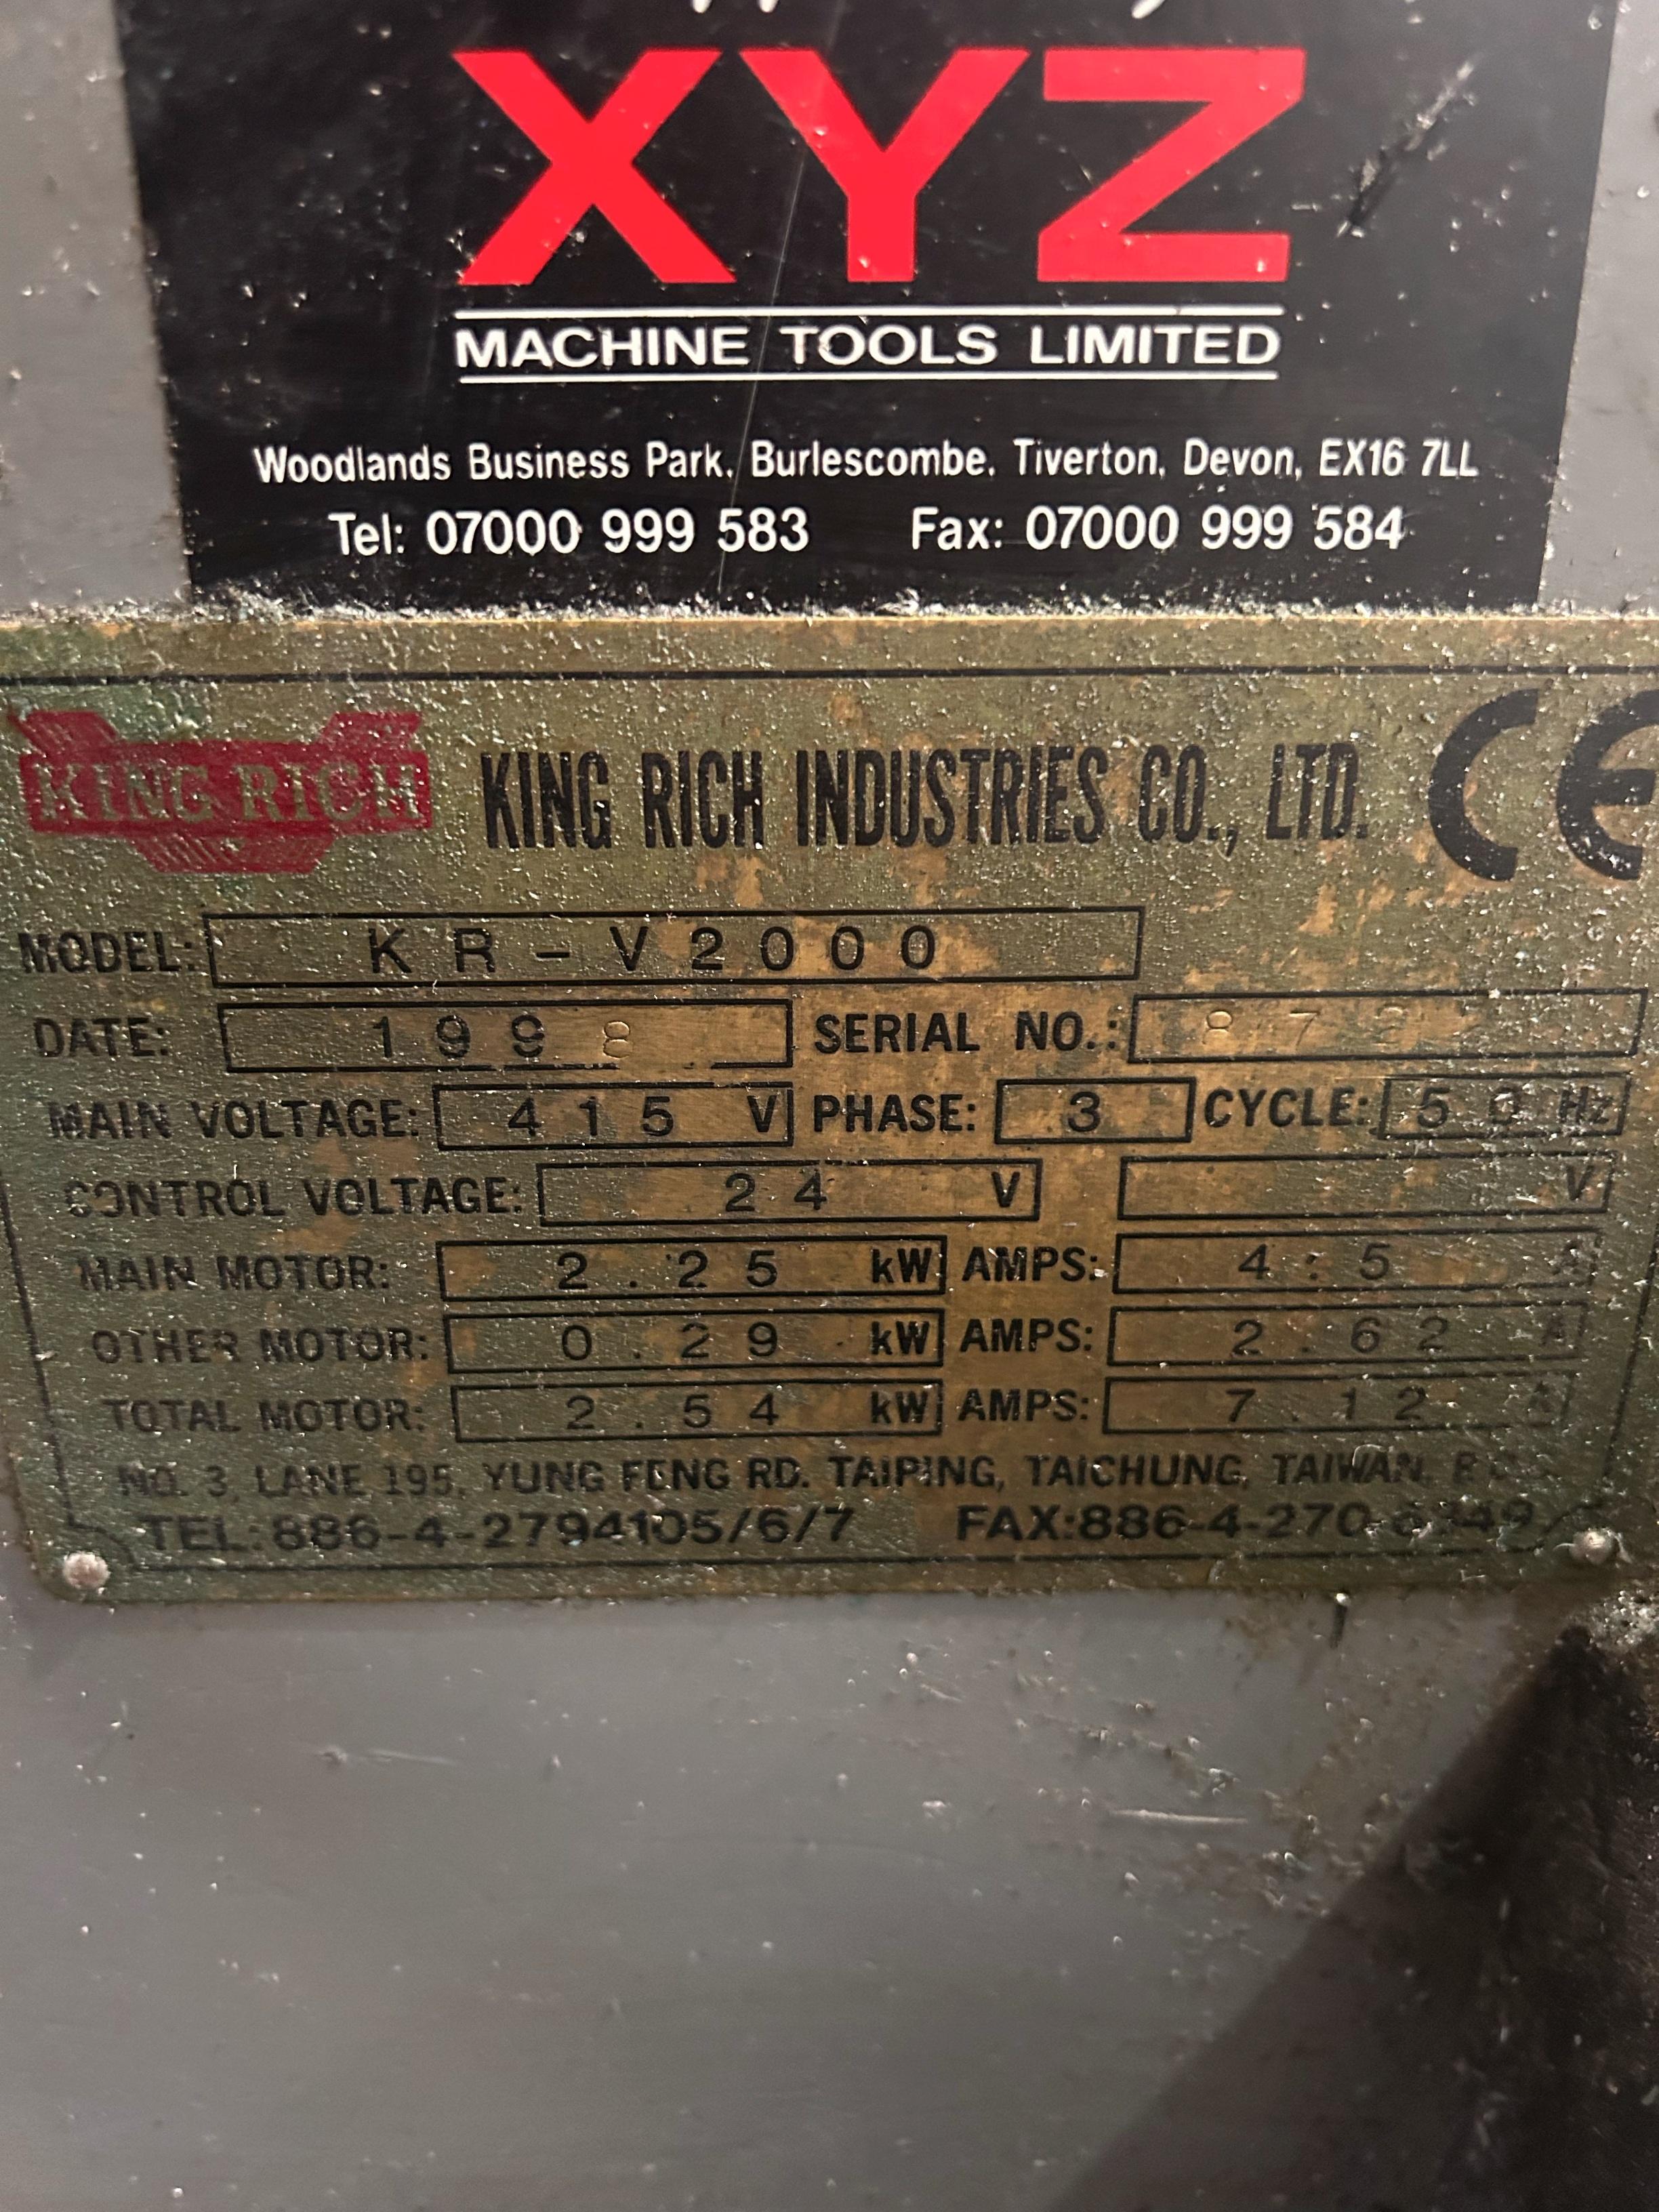 XYZ
MACHINE TOOLS LIMITED
Woodlands Business Park, Burlescombe, Tiverton, Devon, EX16 7LL
Tel: 07000 999 583 Fax: 07000 999 584
KING RICH KING RICH INDUSTRIES CO., LTD. CE
MODEL: KR-V2000
DATE: 1998 SERIAL NO.: 872
MAIN VOLTAGE: 415 V PHASE: 3 CYCLE: 50 Hz
CONTROL VOLTAGE: 24 V V
MAIN MOTOR: 2.25 kW AMPS: 4:5 A
OTHER MOTOR: 0.29 kW AMPS: 2.62 A
TOTAL MOTOR: 2.54 kW AMPS: 7.12 A
NO. 3, LANE 195, YUNG FENG RD. TAIPING, TAICHUNG, TAIWAN,
TEL:886-4-2794105/6/7 FAX: